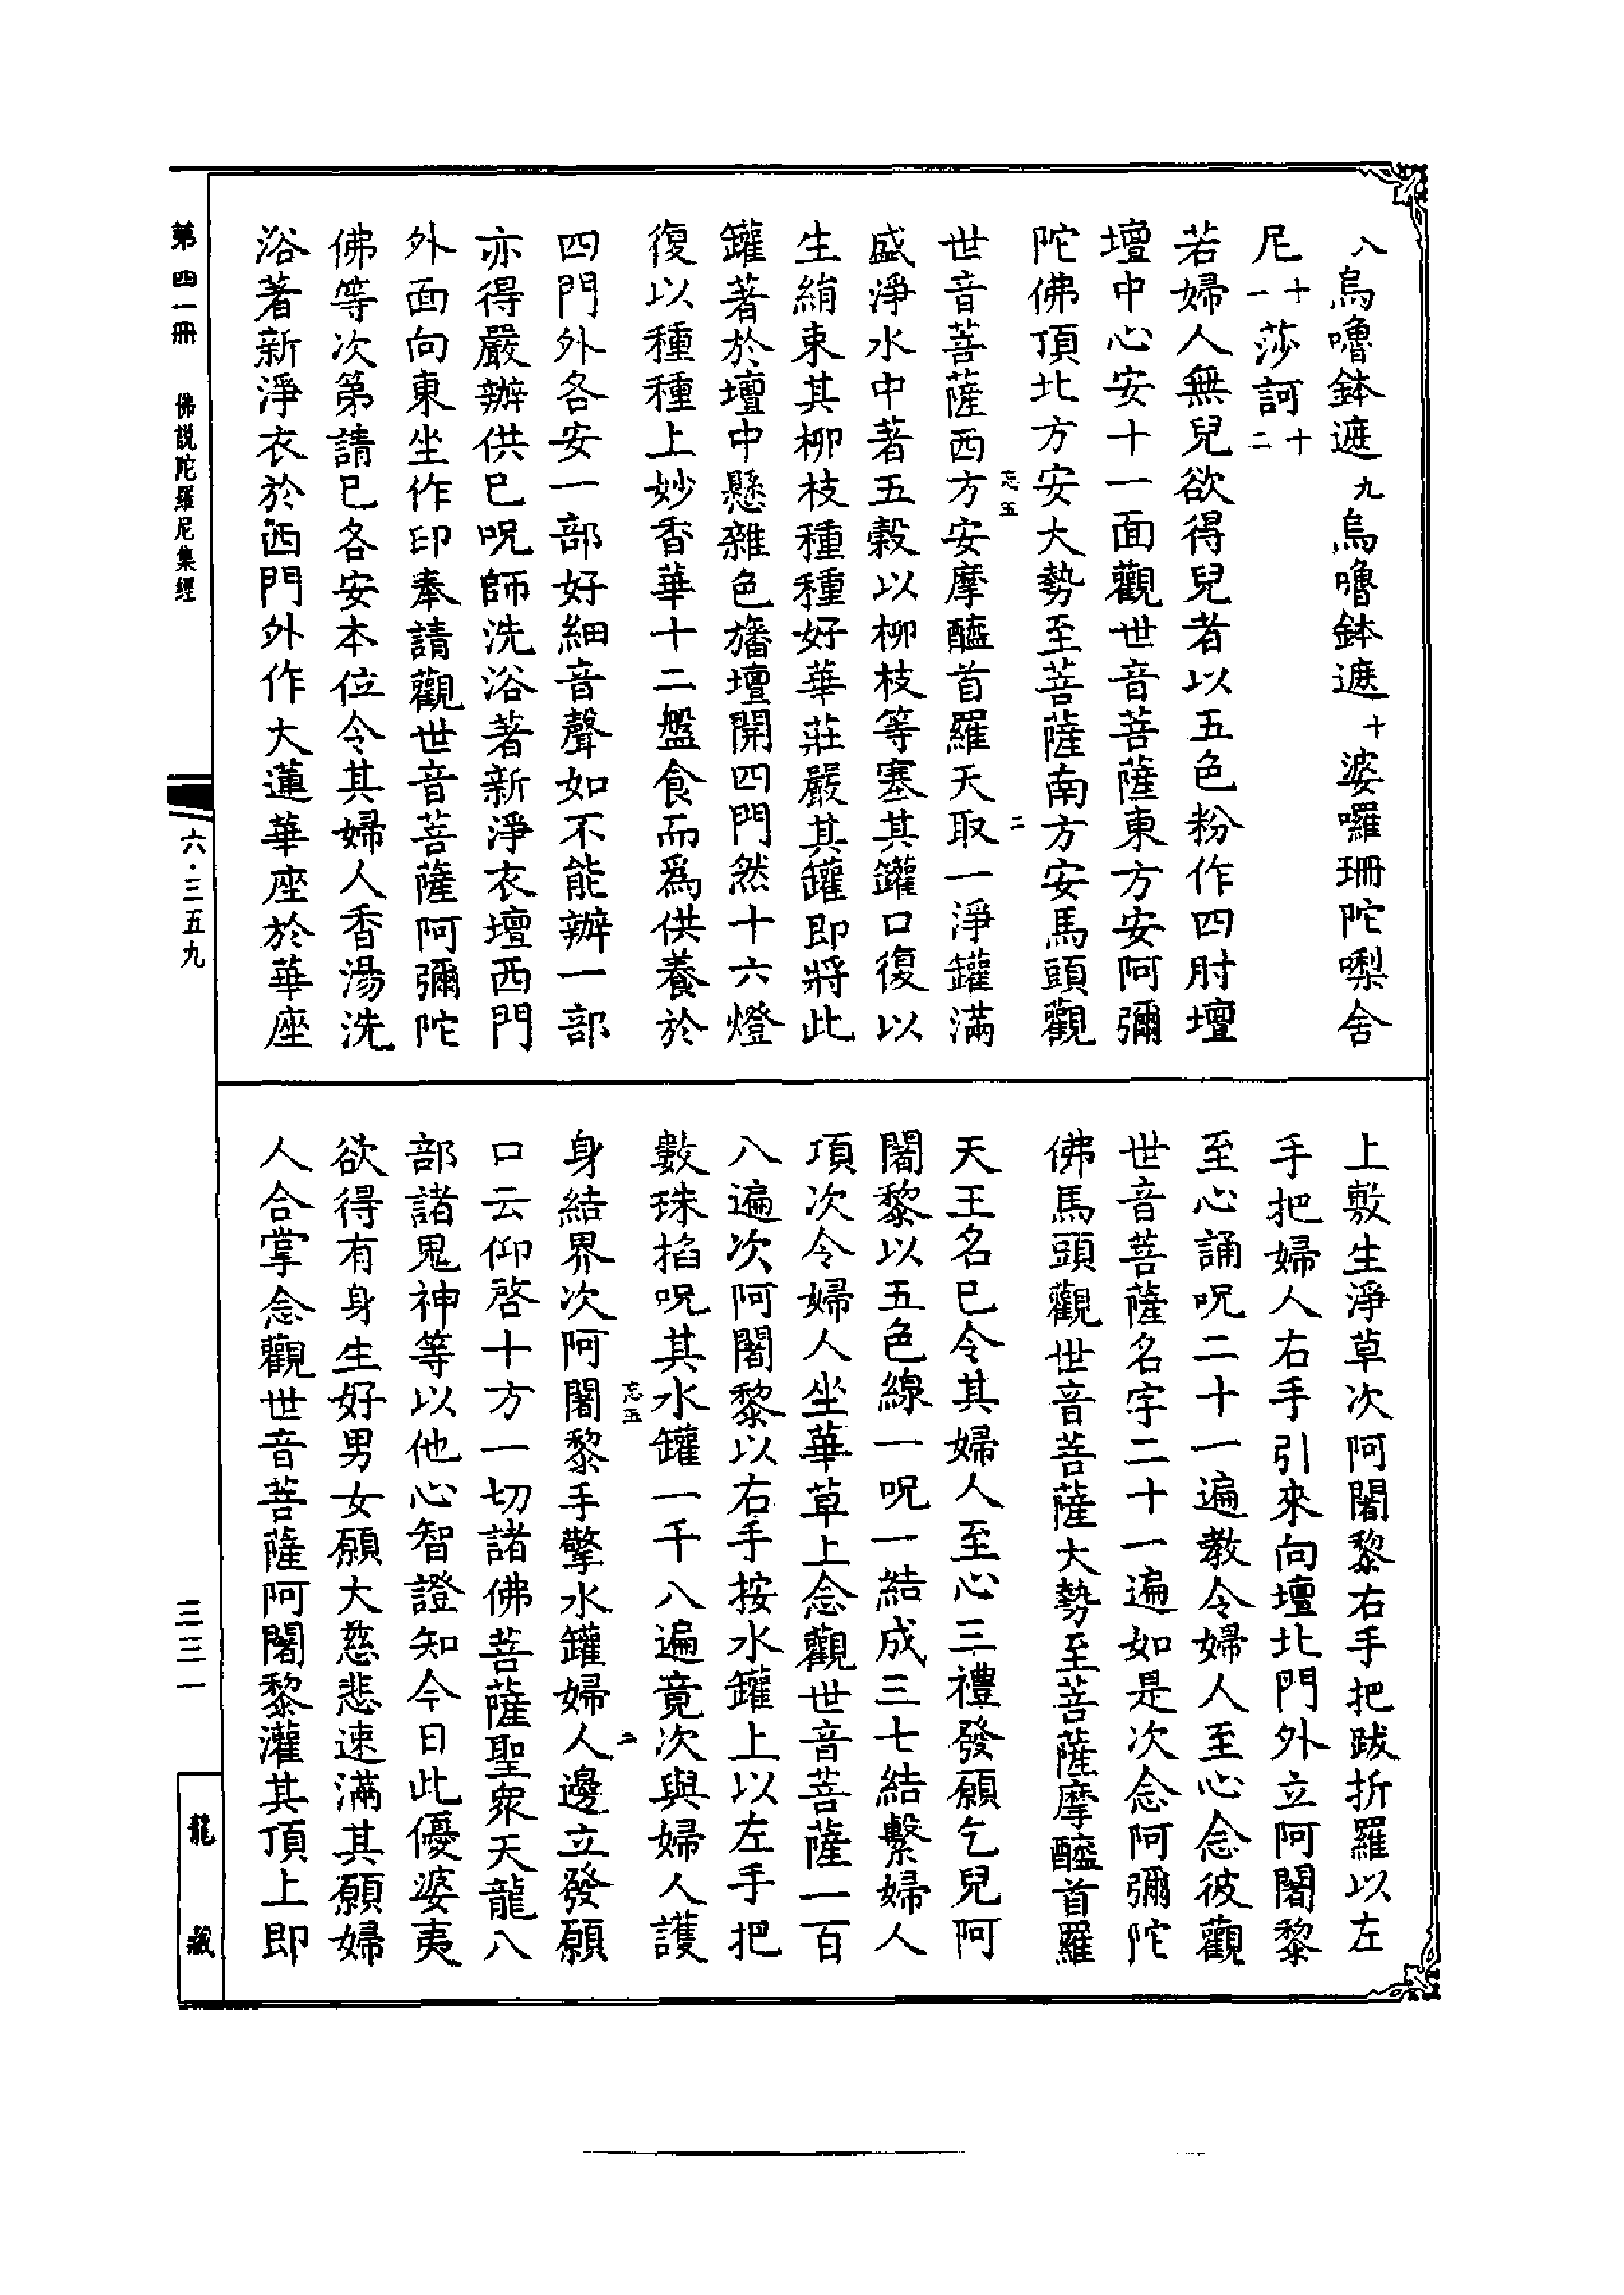 八烏嚕鉢遮九烏嚕鉢遮十婆囉珊陀㗚舍
尼十一莎訶十二
若婦人無兒欲得兒者以五色粉作四肘壇
壇中心安十一面觀世音菩薩東方安阿彌
陀佛頂北方安大勢至菩薩南方安馬頭觀
忘五 二
世音菩薩西方安摩醯首羅天取一淨罐滿
盛淨水中著五穀以柳枝等塞其罐口復以
生絹束其柳枝種種好華莊嚴其罐即將此
罐著於壇中懸雜色旛壇開四門然十六燈
復以種種上妙香華十二盤食而為供養於
四門外各安一部好細音聲如不能辦一部
亦得嚴辦供已呪師洗浴著新淨衣壇西門
外面向東坐作印奉請觀世音菩薩阿彌陀
佛等次第請已各安本位令其婦人香湯洗
浴著新淨衣於西門外作大蓮華座於華座
上敷生淨草次阿闍黎右手把跋折羅以左
手把婦人右手引來向壇北門外立阿闍黎
至心誦呪二十一遍教令婦人至心念彼觀
世音菩薩名字二十一遍如是次念阿彌陀
佛馬頭觀世音菩薩大勢至菩薩摩醯首羅
天王名已令其婦人至心三禮發願乞兒阿
闍黎以五色線一呪一結成三七結繫婦人
項次令婦人坐華草上念觀世音菩薩一百
八遍次阿闍黎以右手按水罐上以左手把
數珠掐呪其水罐一千八遍竟次與婦人護
忘五 二
身結界次阿闍黎手擎水罐婦人邊立發願
口云仰啓十方一切諸佛菩薩聖眾天龍八
部諸鬼神等以他心智證知今日此優婆夷
欲得有身生好男女願大慈悲速滿其願婦
人合掌念觀世音菩薩阿闍黎灌其頂上即
第四一冊 佛説陀羅尼集經
六·三五九
三三一
龍藏